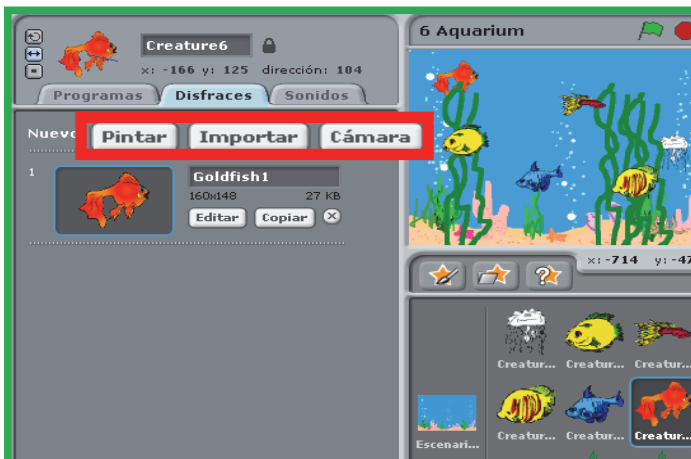 Creature6
x: -166 y: 125 dirección: 104
Programas Disfraces Sonidos
Nuevo Pintar Importar Cámara
1
Goldfish1
160x148 27 KB
Editar Copiar
6 Aquarium
x: -714 y: -47
Creatur... Creatur... Creatur...
Escenari... Creatur... Creatur... Creatur...